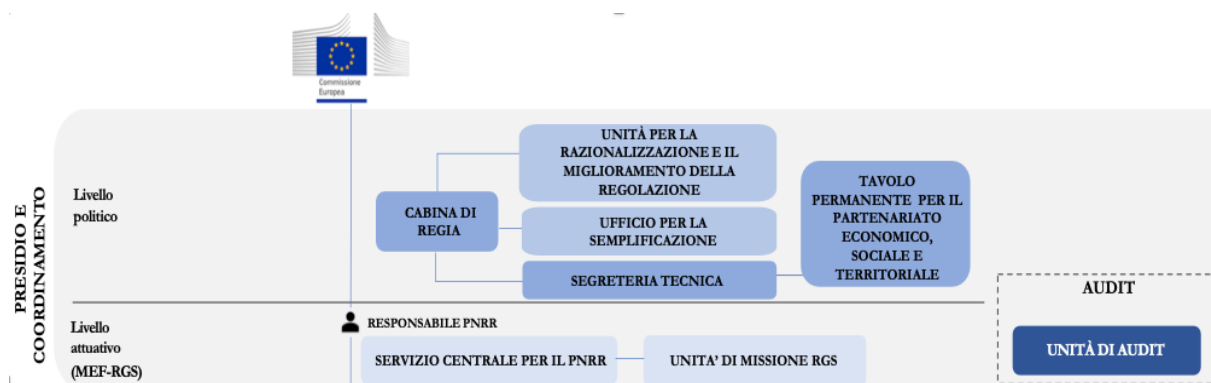 Commissione
Europea
PRESIDIO E
COORDINAMENTO
Livello
politico
CABINA DI
REGIA
UNITÀ PER LA
RAZIONALIZZAZIONE E IL
MIGLIORAMENTO DELLA
REGOLAZIONE
UFFICIO PER LA
SEMPLIFICAZIONE
SEGRETERIA TECNICA
TAVOLO
PERMANENTE PER IL
PARTENARIATO
ECONOMICO,
SOCIALE E
TERRITORIALE
Livello
attuativo
(MEF-RGS)
RESPONSABILE PNRR
SERVIZIO CENTRALE PER IL PNRR
UNITA' DI MISSIONE RGS
AUDIT
UNITÀ DI AUDIT